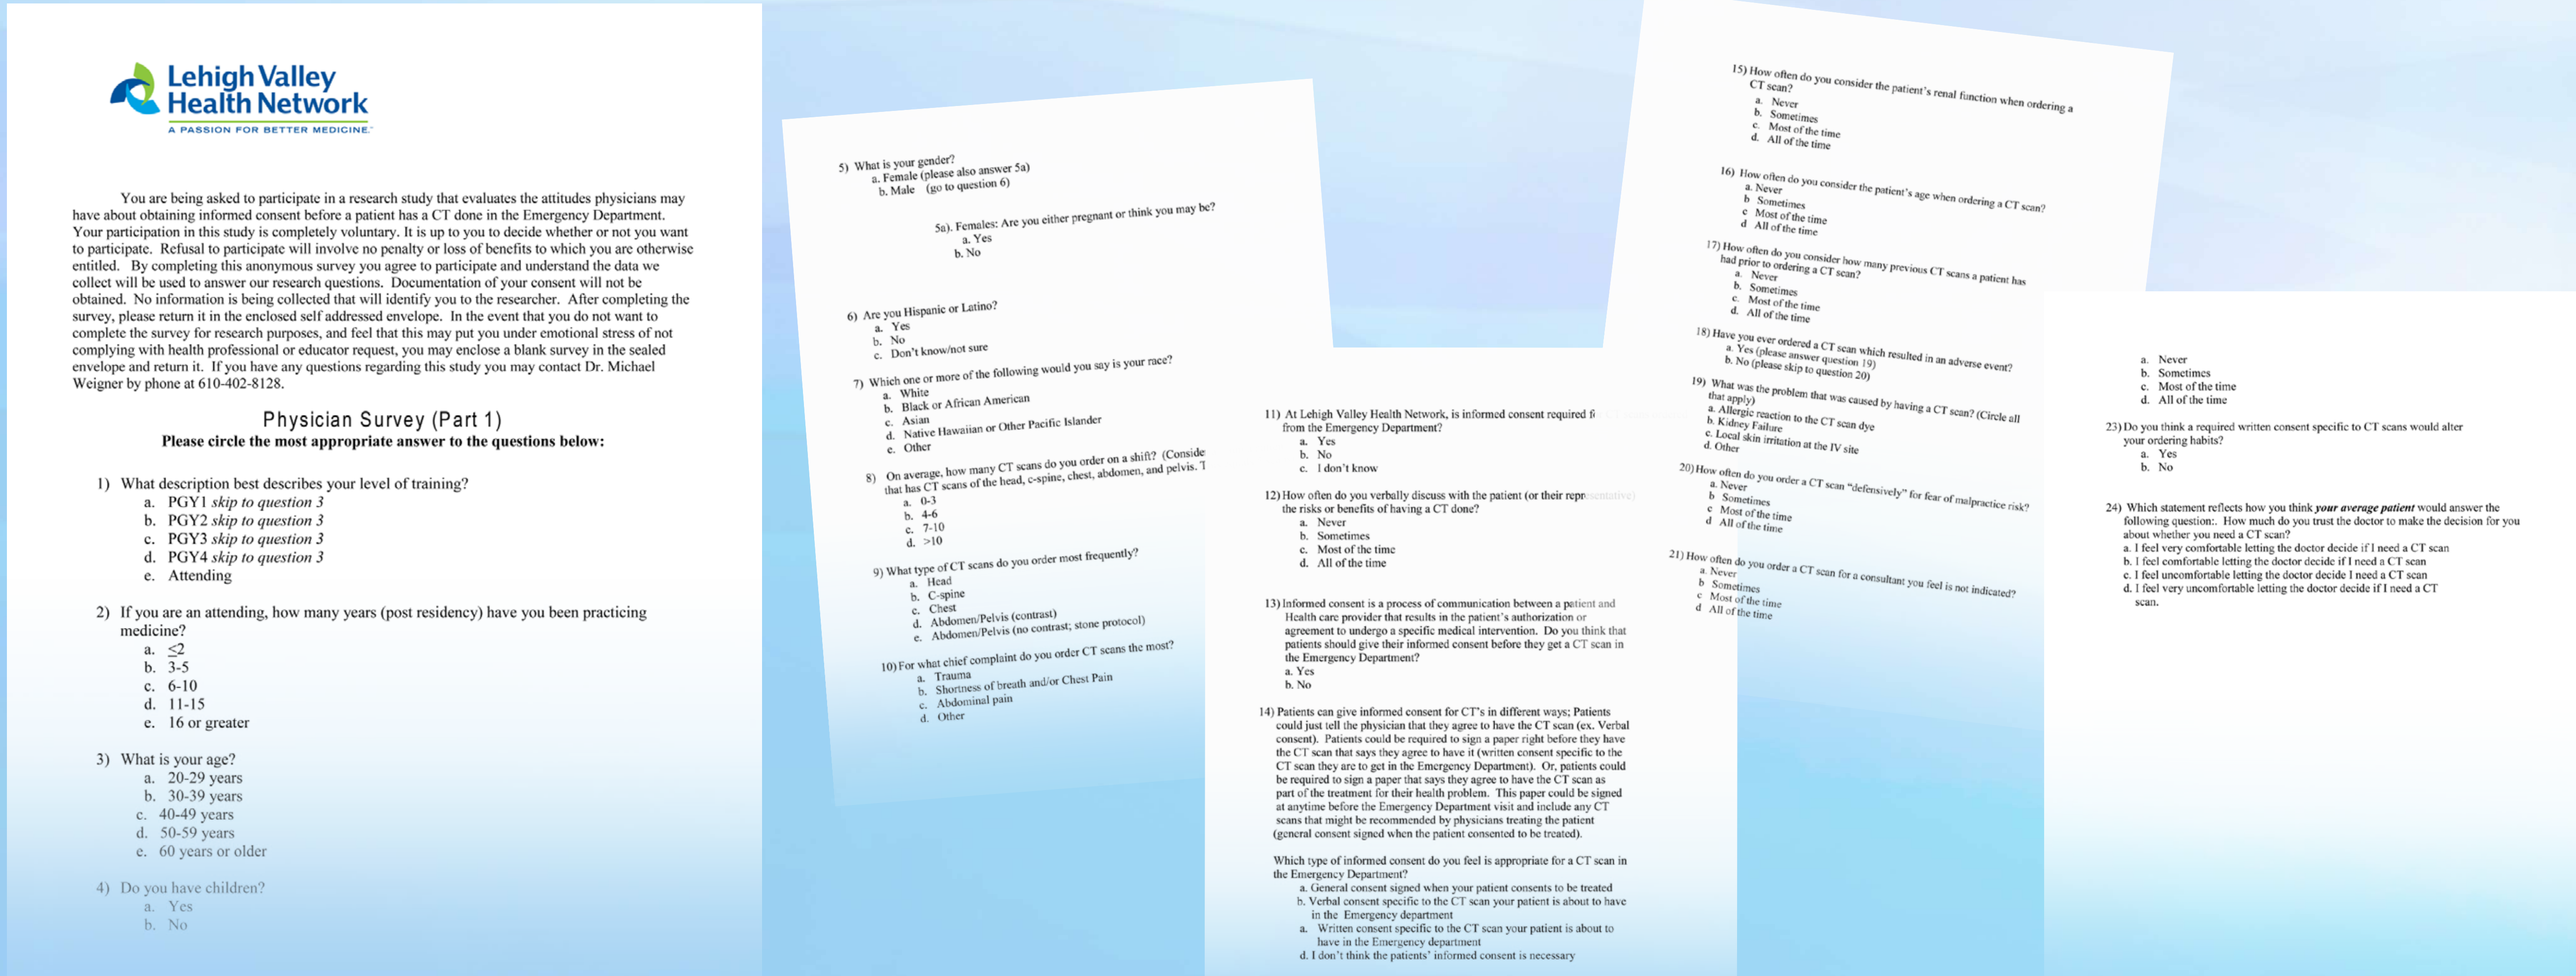 Lehigh Valley
Health Network
A PASSION FOR BETTER MEDICINE.
You are being asked to participate in a research study that evaluates the attitudes physicians may
have about obtaining informed consent before a patient has a CT done in the Emergency Department.
Your participation in this study is completely voluntary. It is up to you to decide whether or not you want
to participate. Refusal to participate will involve no penalty or loss of benefits to which you are otherwise
entitled. By completing this anonymous survey you agree to participate and understand the data we
collect will be used to answer our research questions. Documentation of your consent will not be
obtained. No information is being collected that will identify you to the researcher. After completing the
survey, please return it in the enclosed self addressed envelope. In the event that you do not want to
complete the survey for research purposes, and feel that this may put you under emotional stress of not
complying with health professional or educator request, you may enclose a blank survey in the sealed
envelope and return it. If you have any questions regarding this study you may contact Dr. Michael
Weigner by phone at 610-402-8128.
Physician Survey (Part 1)
Please circle the most appropriate answer to the questions below:
1) What description best describes your level of training?
a. PGY1 skip to question 3
b. PGY2 skip to question 3
c. PGY3 skip to question 3
d. PGY4 skip to question 3
e. Attending
2) If you are an attending, how many years (post residency) have you been practicing
medicine?
a. ≤2
b. 3-5
c. 6-10
d. 11-15
e. 16 or greater
3) What is your age?
a. 20-29 years
b. 30-39 years
c. 40-49 years
d. 50-59 years
e. 60 years or older
4) Do you have children?
a. Yes
b. No
5) What is your gender?
a. Female (please also answer 5a)
b. Male (go to question 6)
5a). Females: Are you either pregnant or think you may be?
a. Yes
b. No
6) Are you Hispanic or Latino?
a. Yes
b. No
c. Don't know/not sure
7) Which one or more of the following would you say is your race?
a. White
b. Black or African American
c. Asian
d. Native Hawaiian or Other Pacific Islander
e. Other
8) On average, how many CT scans do you order on a shift? (Conside
that has CT scans of the head, c-spine, chest, abdomen, and pelvis. T
a. 0-3
b. 4-6
c. 7-10
d. >10
9) What type of CT scans do you order most frequently?
a. Head
b. C-spine
c. Chest
d. Abdomen/Pelvis (contrast)
e. Abdomen/Pelvis (no contrast; stone protocol)
10) For what chief complaint do you order CT scans the most?
a. Trauma
b. Shortness of breath and/or Chest Pain
c. Abdominal pain
d. Other
11) At Lehigh Valley Health Network, is informed consent required
from the Emergency Department?
a. Yes
b. No
c. I don't know
12) How often do you verbally discuss with the patient (or their representative)
the risks or benefits of having a CT done?
a. Never
b. Sometimes
c. Most of the time
d. All of the time
13) Informed consent is a process of communication between a patient and
Health care provider that results in the patient's authorization or
agreement to undergo a specific medical intervention. Do you think that
patients should give their informed consent before they get a CT scan in
the Emergency Department?
a. Yes
b. No
14) Patients can give informed consent for CT's in different ways; Patients
could just tell the physician that they agree to have the CT scan (ex. Verbal
consent). Patients could be required to sign a paper right before they have
the CT scan that says they agree to have it (written consent specific to the
CT scan they are to get in the Emergency Department). Or, patients could
be required to sign a paper that says they agree to have the CT scan as
part of the treatment for their health problem. This paper could be signed
at anytime before the Emergency Department visit and include any CT
scans that might be recommended by physicians treating the patient
(general consent signed when the patient consented to be treated).
Which type of informed consent do you feel is appropriate for a CT scan in
the Emergency Department?
a. General consent signed when your patient consents to be treated
b. Verbal consent specific to the CT scan your patient is about to have
in the Emergency department
a. Written consent specific to the CT scan your patient is about to
have in the Emergency department
d. I don't think the patients' informed consent is necessary
15) How often do you consider the patient's renal function when ordering a
CT scan?
a. Never
b. Sometimes
c. Most of the time
d. All of the time
16) How often do you consider the patient's age when ordering a CT scan?
a. Never
b Sometimes
c Most of the time
d All of the time
17) How often do you consider how many previous CT scans a patient has
had prior to ordering a CT scan?
a. Never
b. Sometimes
c. Most of the time
d. All of the time
18) Have you ever ordered a CT scan which resulted in an adverse event?
a. Yes (please answer question 19)
b. No (please skip to question 20)
19) What was the problem that was caused by having a CT scan? (Circle all
that apply)
a. Allergic reaction to the CT scan dye
b. Kidney Failure
c. Local skin irritation at the IV site
d. Other
20) How often do you order a CT scan "defensively" for fear of malpractice risk?
a. Never
b Sometimes
c Most of the time
d All of the time
21) How often do you order a CT scan for a consultant you feel is not indicated?
a. Never
b Sometimes
c Most of the time
d All of the time
a. Never
b. Sometimes
c. Most of the time
d. All of the time
23) Do you think a required written consent specific to CT scans would alter
your ordering habits?
a. Yes
b. No
24) Which statement reflects how you think your average patient would answer the
following question:. How much do you trust the doctor to make the decision for you
about whether you need a CT scan?
a. I feel very comfortable letting the doctor decide if I need a CT scan
b. I feel comfortable letting the doctor decide if I need a CT scan
c. I feel uncomfortable letting the doctor decide I need a CT scan
d. I feel very uncomfortable letting the doctor decide if I need a CT
scan.